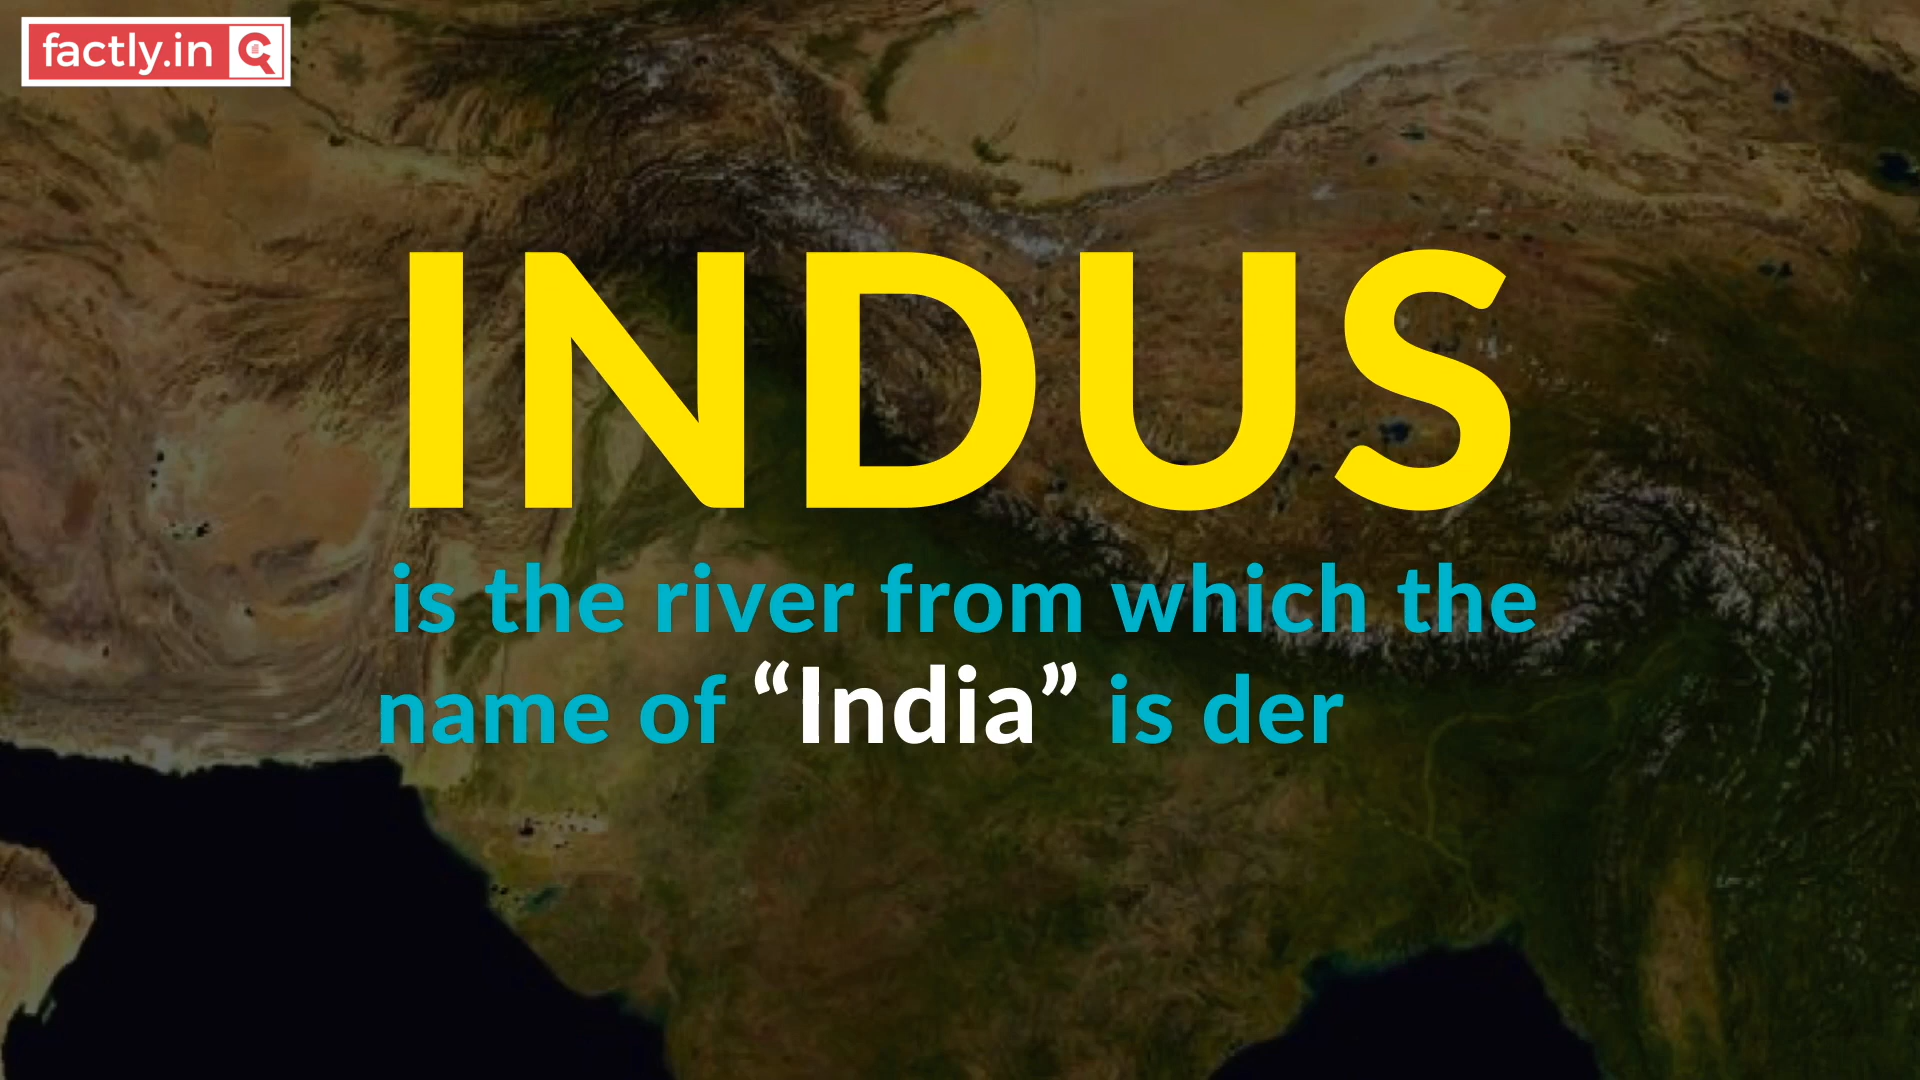 factly.in
INDUS
is the river from which the
name of “India” is der